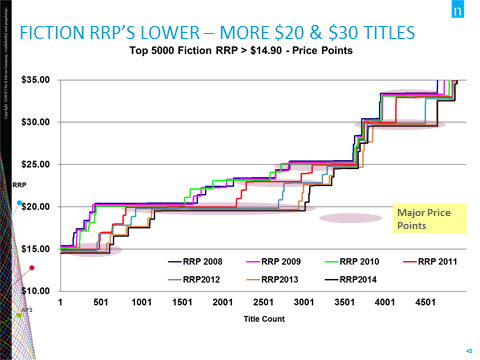 FICTION RRP'S LOWER – MORE $20 & $30 TITLES
n
Top 5000 Fiction RRP > $14.90 - Price Points
$35.00
$30.00
$25.00
RRP
$20.00
Major Price
Points
$15.00
RRP 2008
RRP 2009
RRP 2010
RRP 2011
RRP2012
RRP2013
RRP2014
$10.00
1
501
1001
1501
2001
2501
3001
3501
4001
4501
Title Count
45